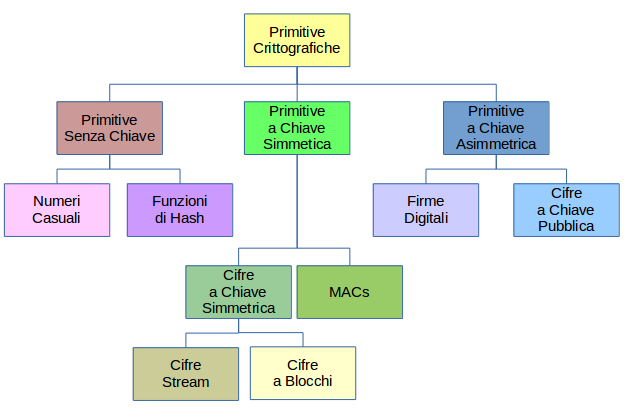 Primitive
Crittografiche
Primitive
Senza Chiave
Primitive
a Chiave
Simmetica
Primitive
a Chiave
Asimmetrica
Numeri
Casuali
Funzioni
di Hash
Firme
Digitali
Cifre
a Chiave
Pubblica
Cifre
a Chiave
Simmetrica
MACs
Cifre
Stream
Cifre
a Blocchi